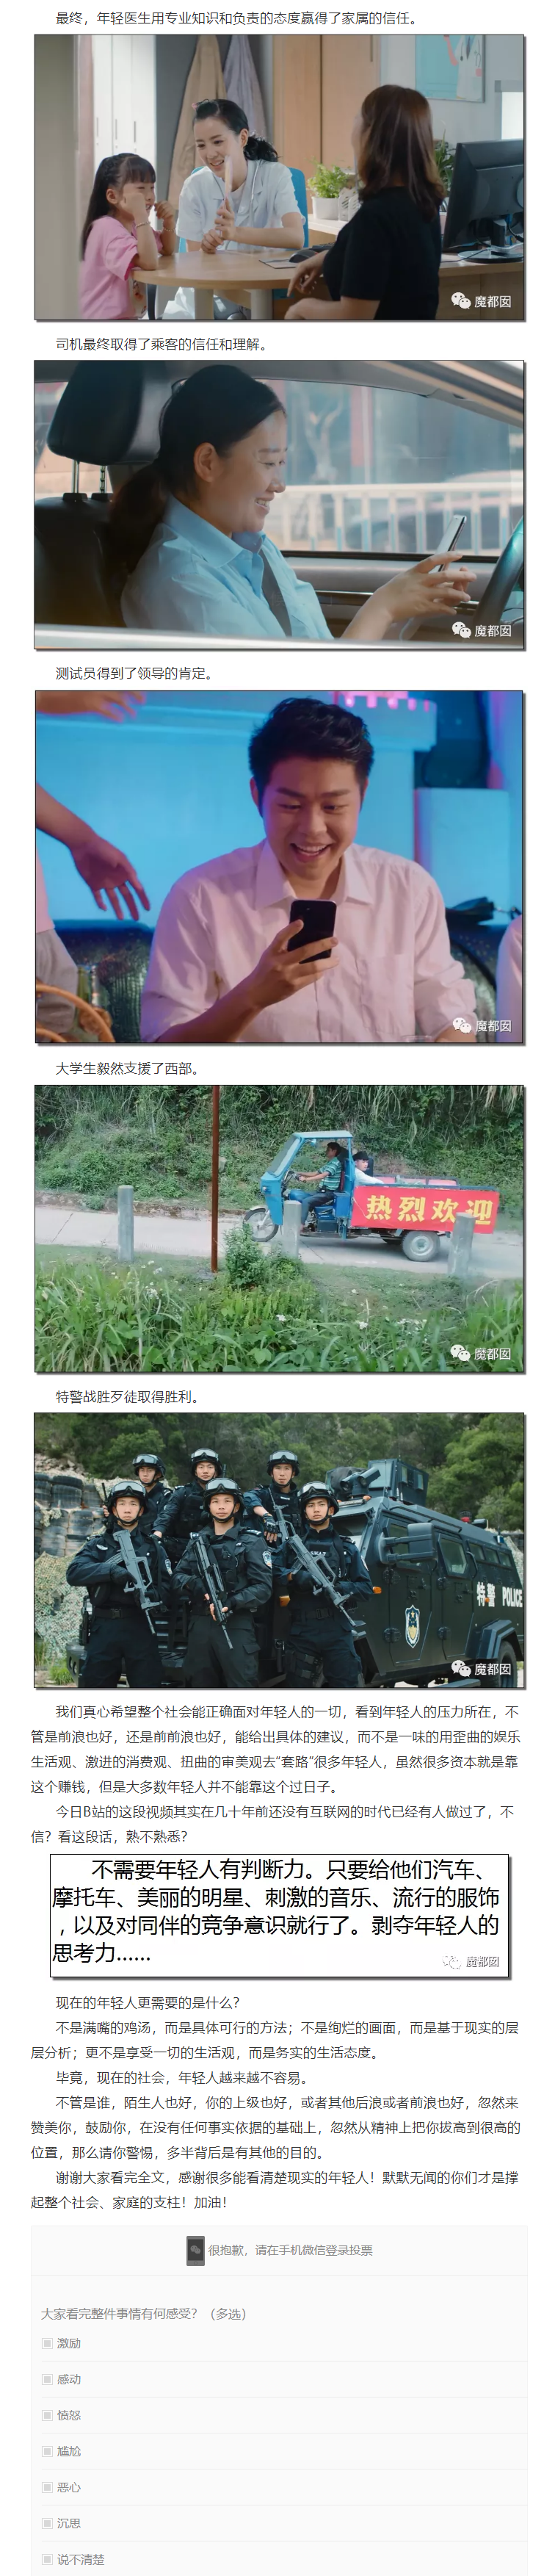 最终，年轻医生用专业知识和负责的态度赢得了家属的信任。
魔都囡
司机最终取得了乘客的信任和理解。
魔都囡
测试员得到了领导的肯定。
魔都囡
大学生毅然支援了西部。
热烈欢迎
魔都囡
特警战胜歹徒取得胜利。
特警 POLICE
魔都囡
我们真心希望整个社会能正确面对年轻人的一切，看到年轻人的压力所在，不
管是前浪也好，还是前前浪也好，能给出具体的建议，而不是一味的用歪曲的娱乐
生活观、激进的消费观、扭曲的审美观去“套路”很多年轻人，虽然很多资本就是靠
这个赚钱，但是大多数年轻人并不能靠这个过日子。
今日B站的这段视频其实在几十年前还没有互联网的时代已经有人做过了，不
信？看这段话，熟不熟悉？
不需要年轻人有判断力。只要给他们汽车、
摩托车、美丽的明星、刺激的音乐、流行的服饰
，以及对同伴的竞争意识就行了。剥夺年轻人的
思考力……
魔都囡
现在的年轻人更需要的是什么？
不是满嘴的鸡汤，而是具体可行的方法；不是绚烂的画面，而是基于现实的层
层分析；更不是享受一切的生活观，而是务实的生活态度。
毕竟，现在的社会，年轻人越来越不容易。
不管是谁，陌生人也好，你的上级也好，或者其他后浪或者前浪也好，忽然来
赞美你，鼓励你，在没有任何事实依据的基础上，忽然从精神上把你拔高到很高的
位置，那么请你警惕，多半背后是有其他的目的。
谢谢大家看完全文，感谢很多能看清楚现实的年轻人！默默无闻的你们才是撑
起整个社会、家庭的支柱！加油！
很抱歉，请在手机微信登录投票
大家看完整件事情有何感受？（多选）
激励
感动
愤怒
尴尬
恶心
沉思
说不清楚